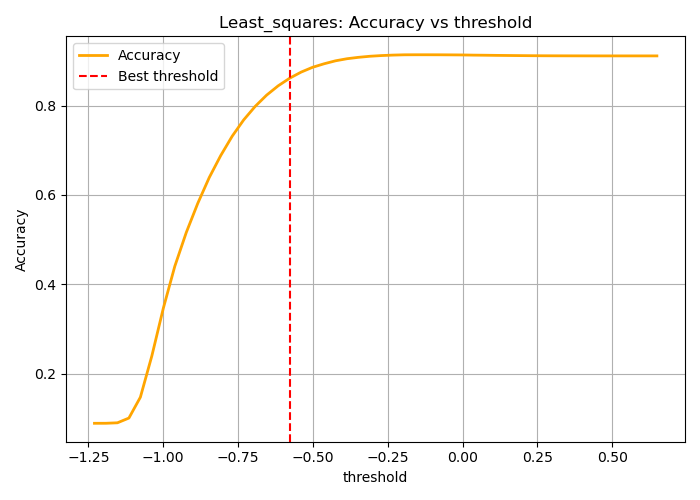 Least_squares: Accuracy vs threshold
Accuracy
Best threshold
Accuracy
0.8
0.6
0.4
0.2
−1.25 −1.00 −0.75 −0.50 −0.25 0.00 0.25 0.50
threshold